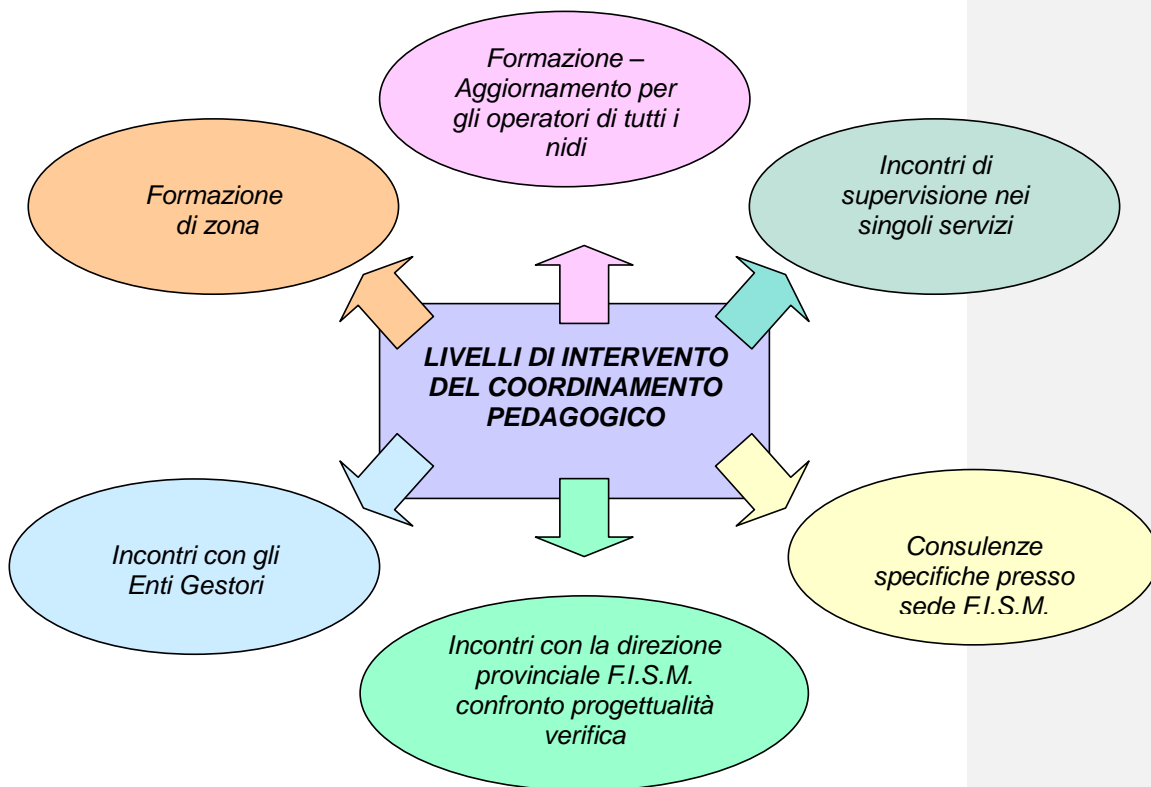 Formazione –
Aggiornamento per
gli operatori di tutti i
nidi
Formazione
di zona
Incontri di
supervisione nei
singoli servizi
LIVELLI DI INTERVENTO
DEL COORDINAMENTO
PEDAGOGICO
Incontri con gli
Enti Gestori
Consulenze
specifiche presso
sede F.I.S.M.
Incontri con la direzione
provinciale F.I.S.M.
confronto progettualità
verifica